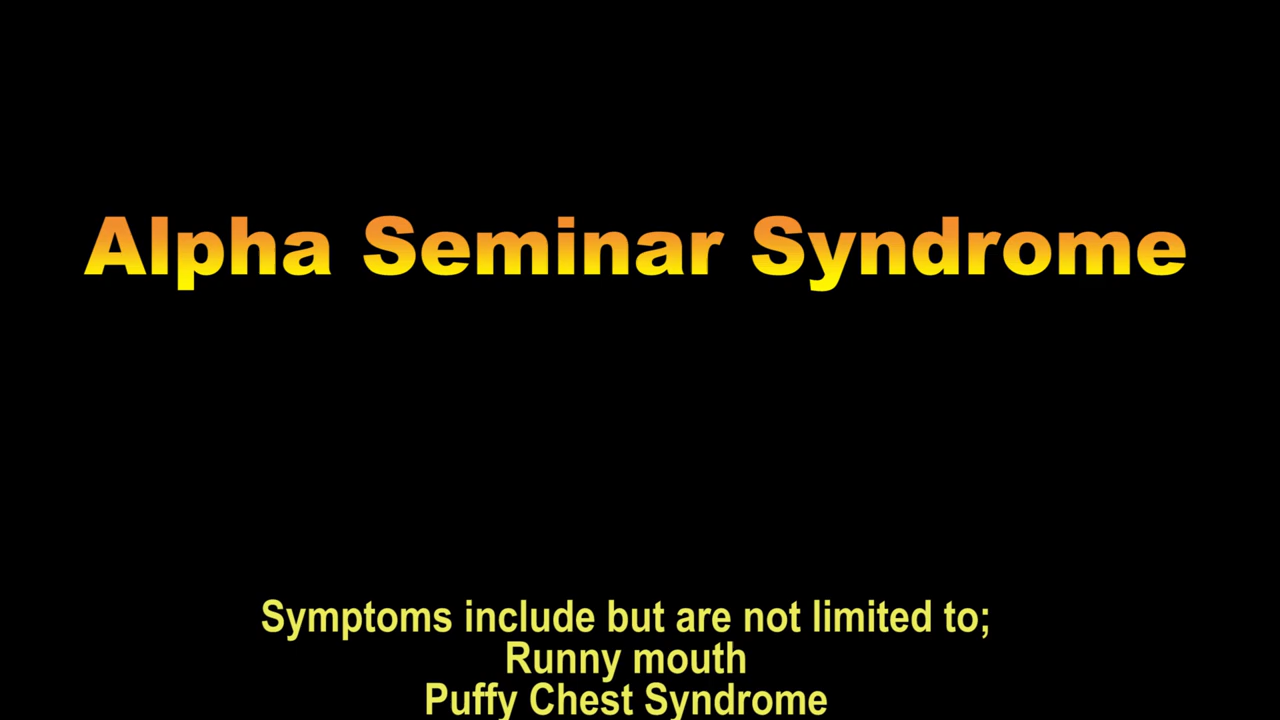 Alpha Seminar Syndrome
Symptoms include but are not limited to;
Runny mouth
Puffy Chest Syndrome